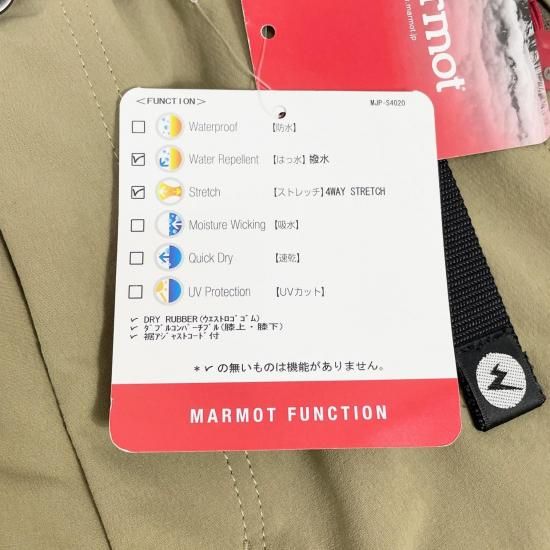 marmot
www.marmot.jp
<FUNCTION>
MJP-S4020
Waterproof 【防水】
✓ Water Repellent 【はっ水】 撥水
✓ Stretch 【ストレッチ】 4WAY STRETCH
Moisture Wicking 【吸水】
Quick Dry 【速乾】
UV Protection 【UVカット】
✓ DRY RUBBER(ウエストロゴゴム)
✓ ダブルコンバーチブル(膝上・膝下)
✓ 裾アジャストコード付
*✓の無いものは機能がありません。
MARMOT FUNCTION